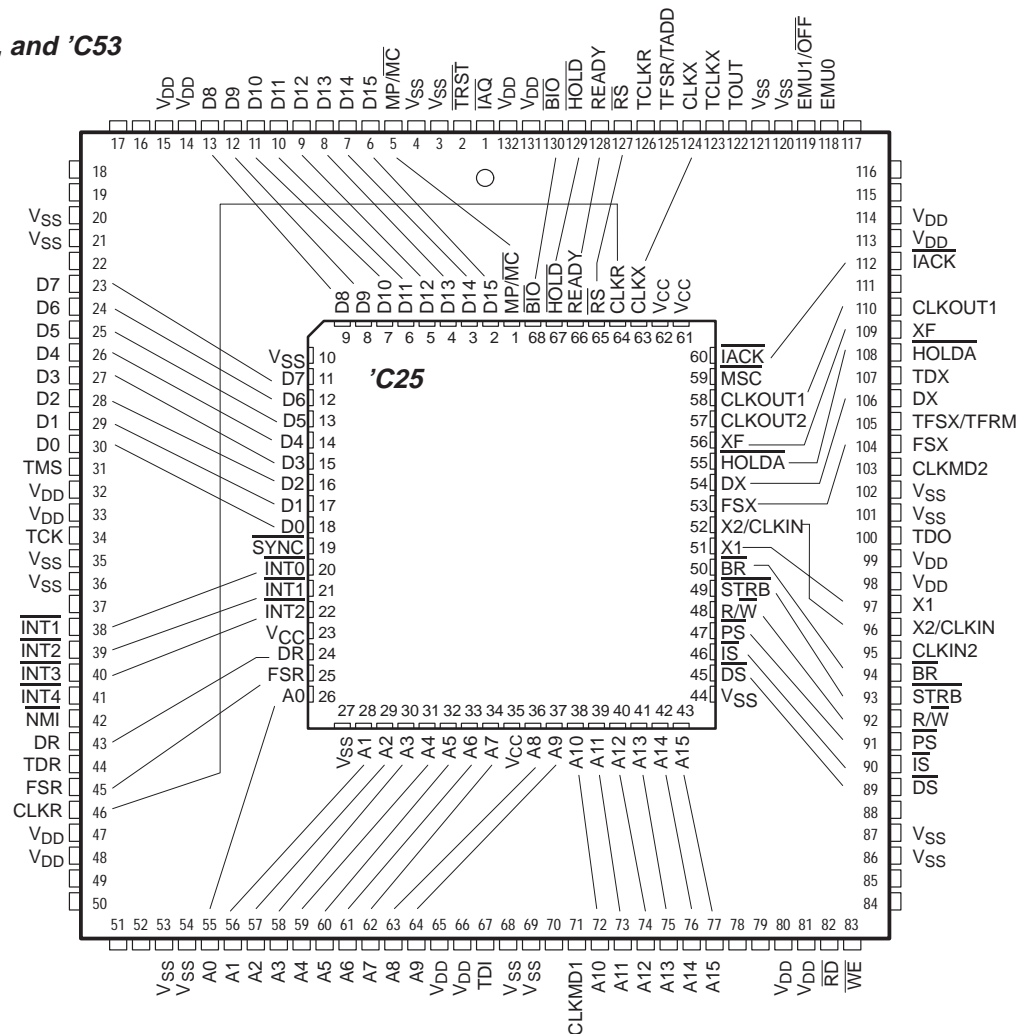 , and ’C53
VDD
VDD
D8
D9
D10
D11
D12
D13
D14
D15
MP/MC
VSS
VSS
TRST
IAQ
VDD
VDD
BIO
HOLD
READY
RS
TCLKR
TFSR/TADD
CLKX
TCLKX
TOUT
VSS
VSS
EMU1/OFF
EMU0
17 16 15 14 13 12 11 10 9 8 7 6 5 4 3 2 1 132 131 130 129 128 127 126 125 124 123 122 121 120 119 118 117
18
19
VSS 20
VSS 21
22
D7 23
D6 24
D5 25
D4 26
D3 27
D2 28
D1 29
D0 30
TMS 31
VDD 32
VDD 33
TCK 34
VSS 35
VSS 36
37
INT1 38
INT2 39
INT3 40
INT4 41
NMI 42
DR 43
TDR 44
FSR 45
CLKR 46
VDD 47
VDD 48
49
50
D8 D9 D10 D11 D12 D13 D14 D15 MP/MC BIO HOLD READY RS CLKR CLKX VCC VCC
9 8 7 6 5 4 3 2 1 68 67 66 65 64 63 62 61
’C25
VSS 10
D7 11
D6 12
D5 13
D4 14
D3 15
D2 16
D1 17
D0 18
SYNC 19
INT0 20
INT1 21
INT2 22
VCC 23
DR 24
FSR 25
A0 26
60 IACK
59 MSC
58 CLKOUT1
57 CLKOUT2
56 XF
55 HOLDA
54 DX
53 FSX
52 X2/CLKIN
51 X1
50 BR
49 STRB
48 R/W
47 PS
46 IS
45 DS
44 VSS
27 28 29 30 31 32 33 34 35 36 37 38 39 40 41 42 43
VSS A1 A2 A3 A4 A5 A6 A7 VCC A8 A9 A10 A11 A12 A13 A14 A15
116
115
114 VDD
113 VDD
112 IACK
111
110 CLKOUT1
109 XF
108 HOLDA
107 TDX
106 DX
105 TFSX/TFRM
104 FSX
103 CLKMD2
102 VSS
101 VSS
100 TDO
99 VDD
98 VDD
97 X1
96 X2/CLKIN
95 CLKIN2
94 BR
93 STRB
92 R/W
91 PS
90 IS
89 DS
88
87 VSS
86 VSS
85
84
51 52 53 54 55 56 57 58 59 60 61 62 63 64 65 66 67 68 69 70 71 72 73 74 75 76 77 78 79 80 81 82 83
VSS
VSS
A0
A1
A2
A3
A4
A5
A6
A7
A8
A9
VDD
VDD
TDI
VSS
VSS
CLKMD1
A10
A11
A12
A13
A14
A15
VDD
VDD
RD
WE